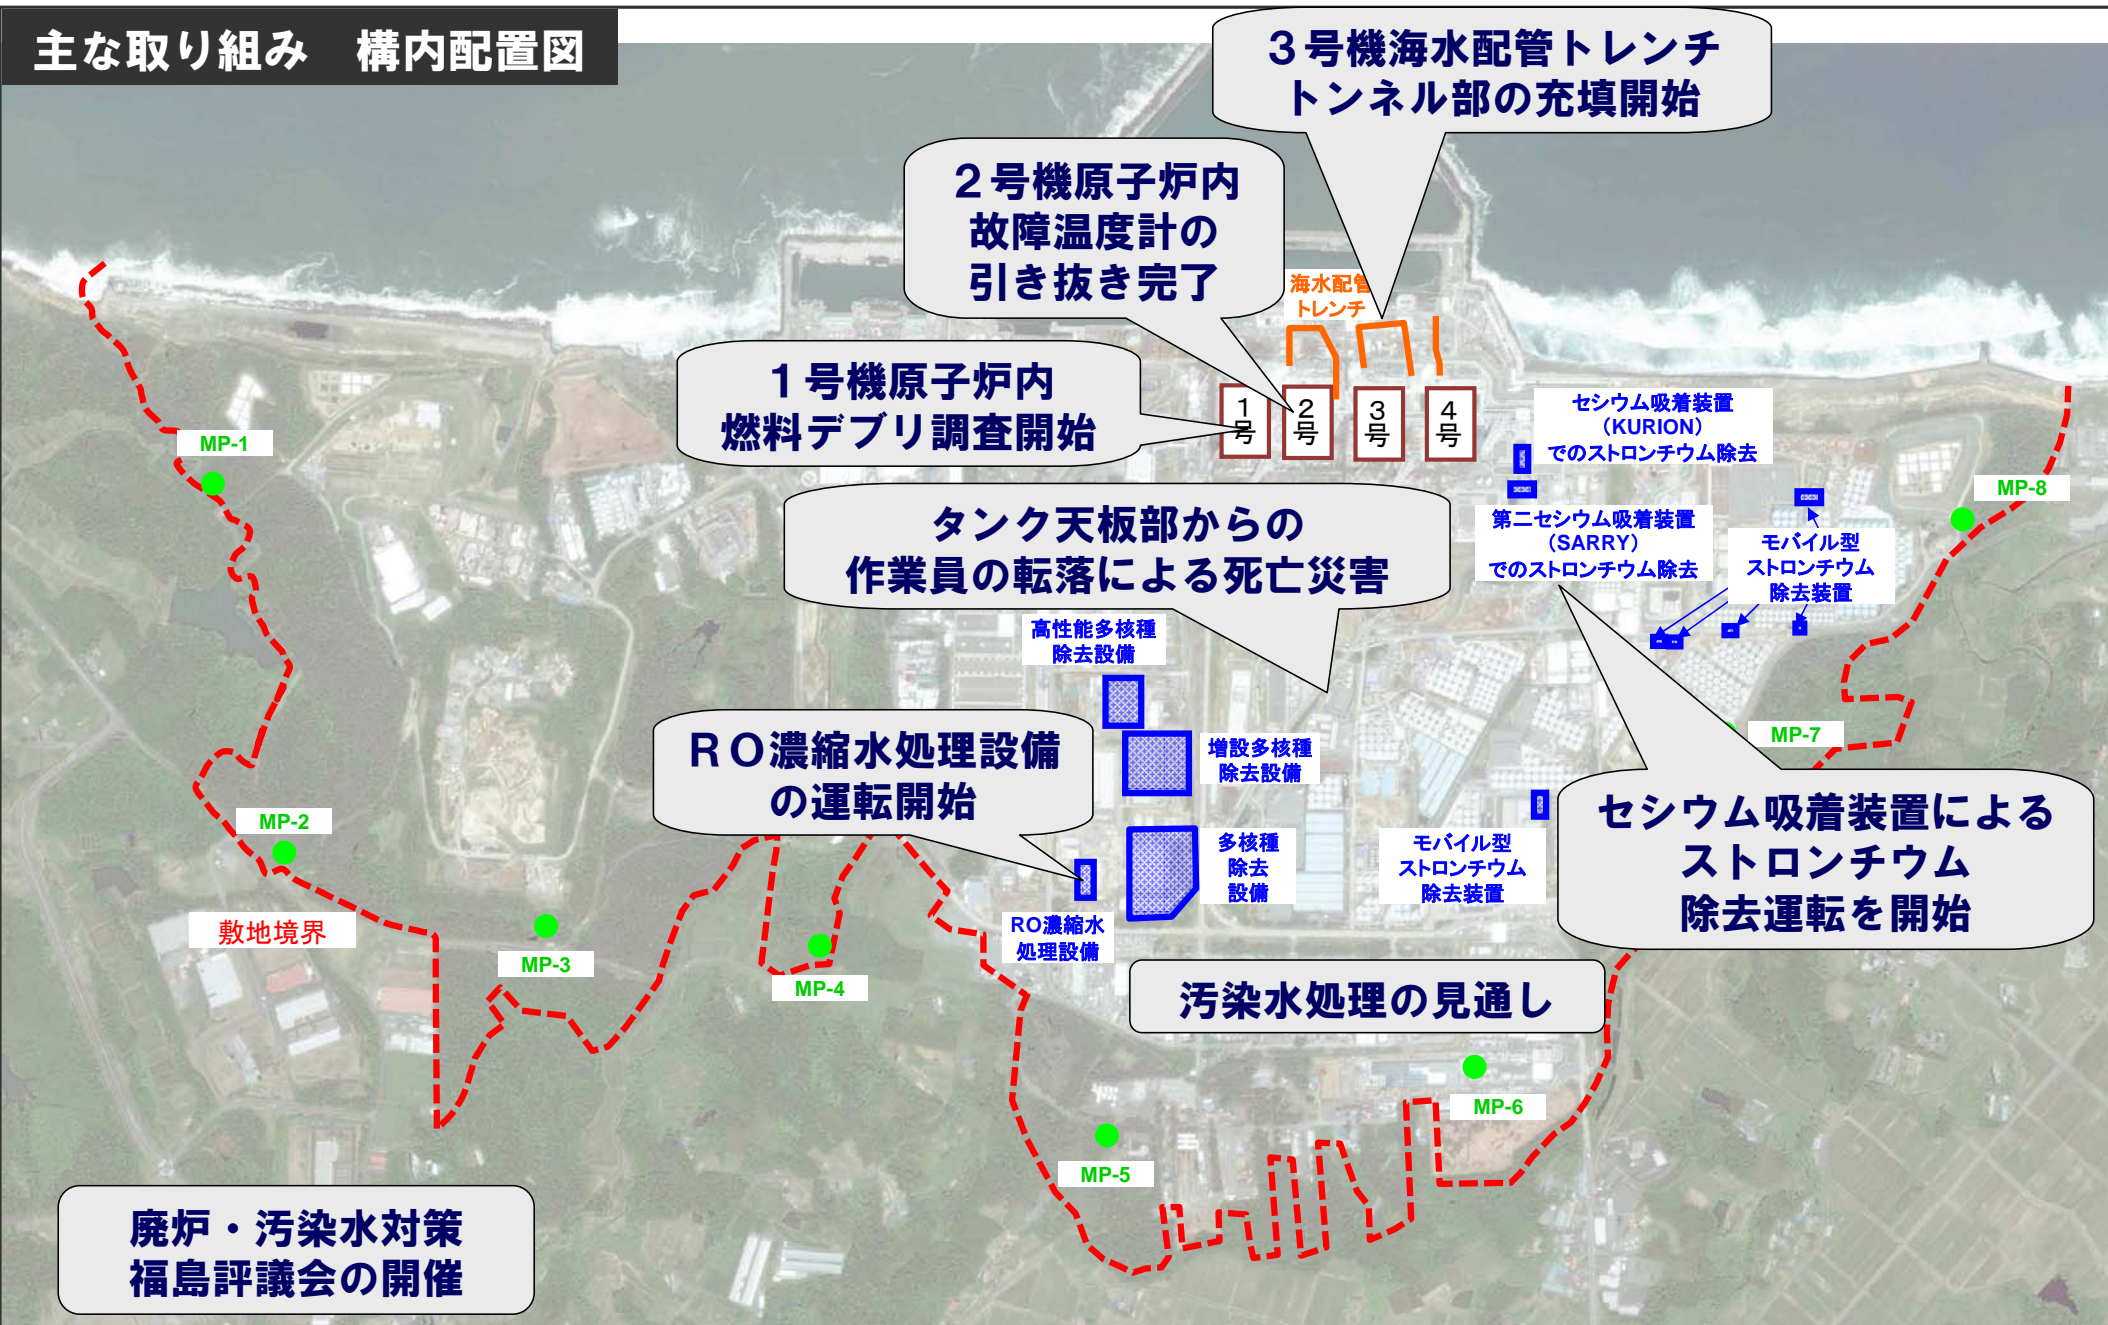 主な取り組み　構内配置図
３号機海水配管トレンチ
トンネル部の充填開始
２号機原子炉内
故障温度計の
引き抜き完了
海水配管
トレンチ
１号機原子炉内
燃料デブリ調査開始
1号
2号
3号
4号
セシウム吸着装置
（KURION）
でのストロンチウム除去
MP-1
MP-8
タンク天板部からの
作業員の転落による死亡災害
第二セシウム吸着装置
（SARRY）
でのストロンチウム除去
モバイル型
ストロンチウム
除去装置
高性能多核種
除去設備
ＲＯ濃縮水処理設備
の運転開始
増設多核種
除去設備
MP-7
セシウム吸着装置による
ストロンチウム
除去運転を開始
MP-2
多核種
除去
設備
モバイル型
ストロンチウム
除去装置
敷地境界
RO濃縮水
処理設備
MP-3
MP-4
汚染水処理の見通し
MP-6
MP-5
廃炉・汚染水対策
福島評議会の開催